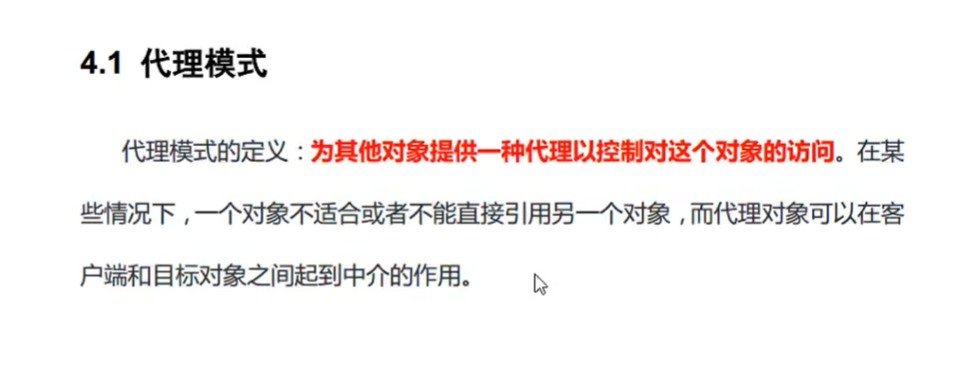 4.1 代理模式
代理模式的定义：为其他对象提供一种代理以控制对这个对象的访问。在某
些情况下，一个对象不适合或者不能直接引用另一个对象，而代理对象可以在客
户端和目标对象之间起到中介的作用。